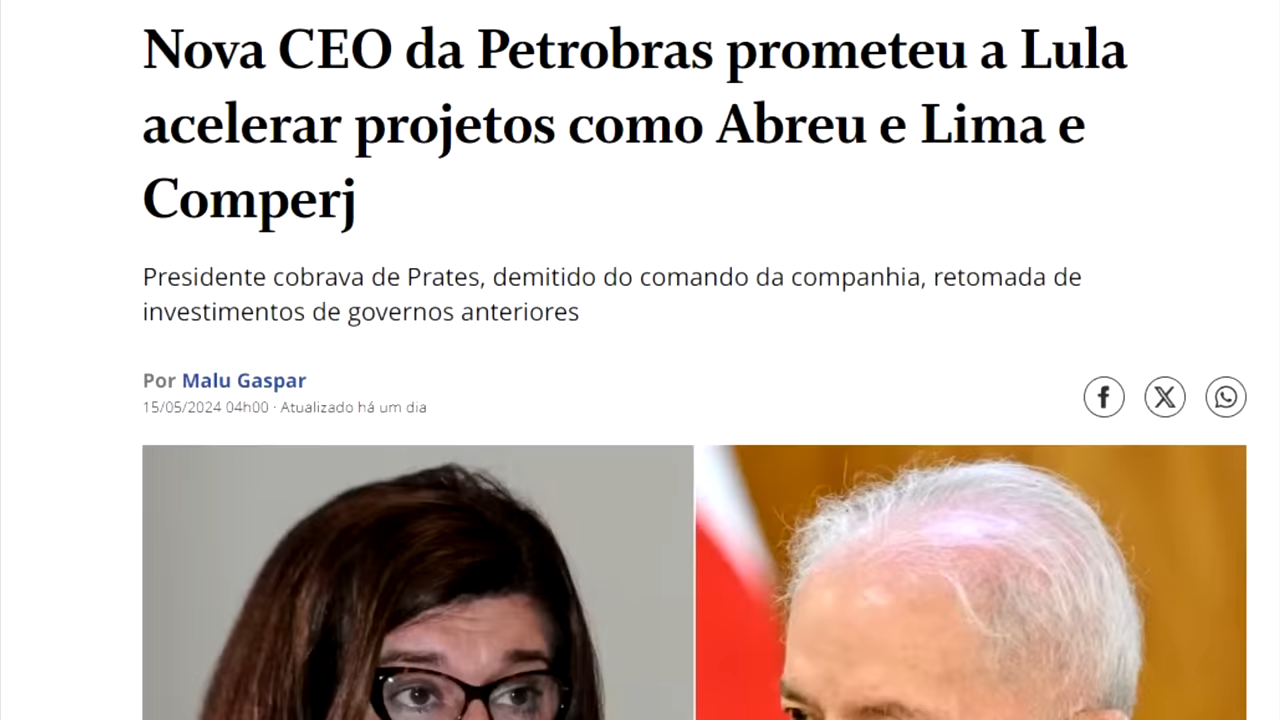 Nova CEO da Petrobras prometeu a Lula
acelerar projetos como Abreu e Lima e
Comperj
Presidente cobrava de Prates, demitido do comando da companhia, retomada de
investimentos de governos anteriores
Por Malu Gaspar
15/05/2024 04h00 · Atualizado há um dia